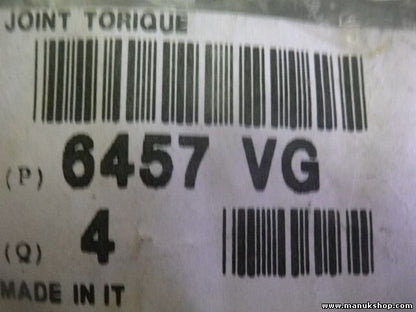 JOINT TORIQUE
(P) 6457 VG
(Q) 4
MADE IN IT
www.manukshop.com